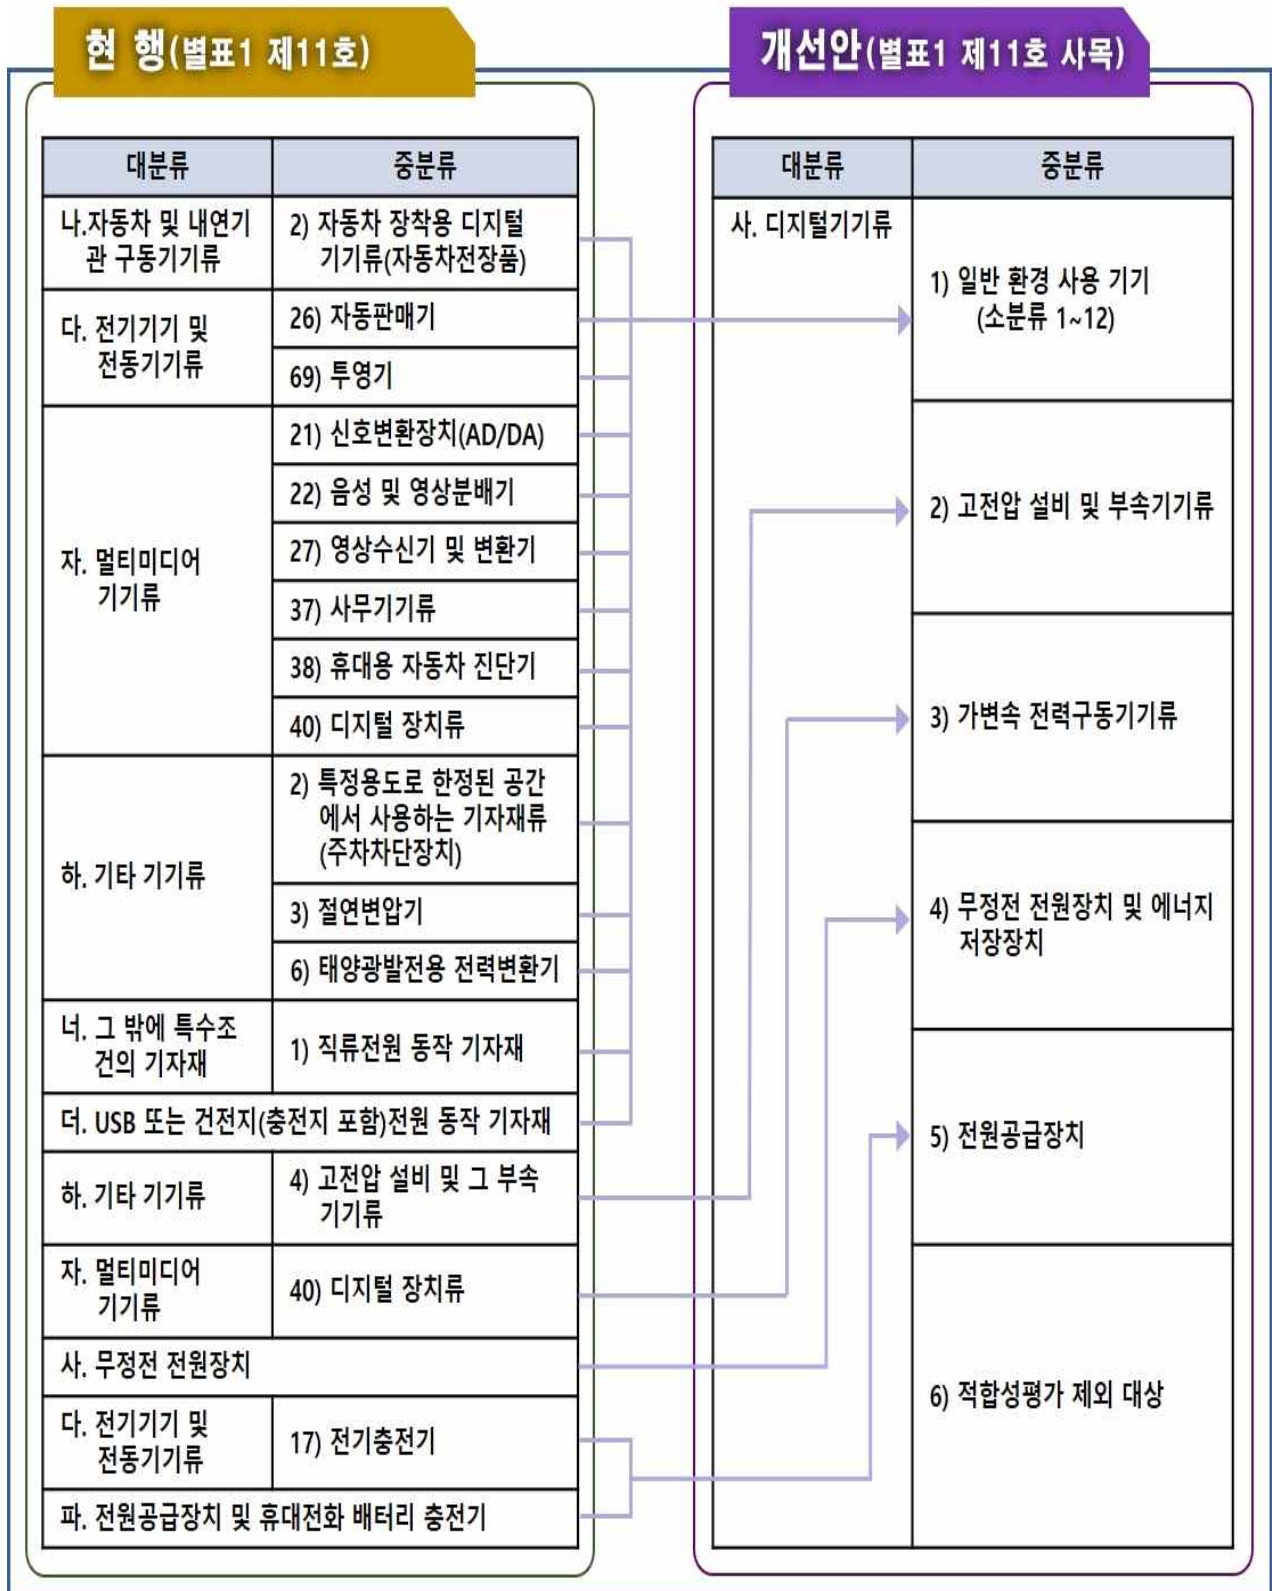 현 행(별표1 제11호)
대분류
중분류
나.자동차 및 내연기
관 구동기기류
2) 자동차 장착용 디지털
기기류(자동차전장품)
다. 전기기기 및
전동기기류
26) 자동판매기
69) 투영기
자. 멀티미디어
기기류
21) 신호변환장치(AD/DA)
22) 음성 및 영상분배기
27) 영상수신기 및 변환기
37) 사무기기류
38) 휴대용 자동차 진단기
40) 디지털 장치류
하. 기타 기기류
2) 특정용도로 한정된 공간
에서 사용하는 기자재류
(주차차단장치)
3) 절연변압기
6) 태양광발전용 전력변환기
너. 그 밖에 특수조
건의 기자재
1) 직류전원 동작 기자재
더. USB 또는 건전지(충전지 포함)전원 동작 기자재
하. 기타 기기류
4) 고전압 설비 및 그 부속
기기류
자. 멀티미디어
기기류
40) 디지털 장치류
사. 무정전 전원장치
다. 전기기기 및
전동기기류
17) 전기충전기
파. 전원공급장치 및 휴대전화 배터리 충전기
개선안(별표1 제11호 사목)
대분류
중분류
사. 디지털기기류
1) 일반 환경 사용 기기
(소분류 1~12)
2) 고전압 설비 및 부속기기류
3) 가변속 전력구동기기류
4) 무정전 전원장치 및 에너지
저장장치
5) 전원공급장치
6) 적합성평가 제외 대상